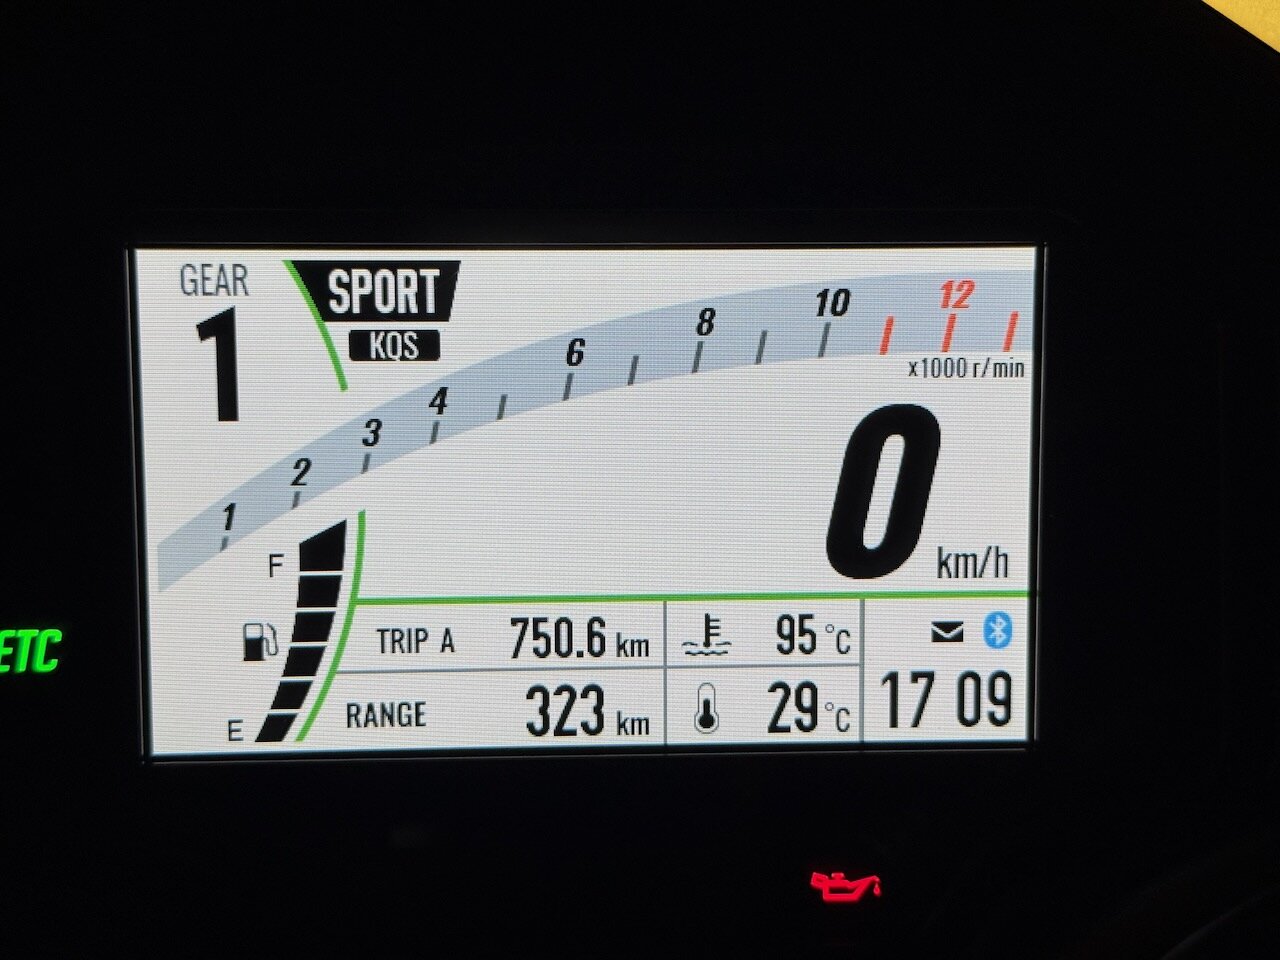 GEAR
1
SPORT
KQS
1 2 3 4 6 8 10 12
x1000 r/min
0 km/h
F
E
ETC
TRIP A 750.6 km
RANGE 323 km
95 °C
29 °C
17 09